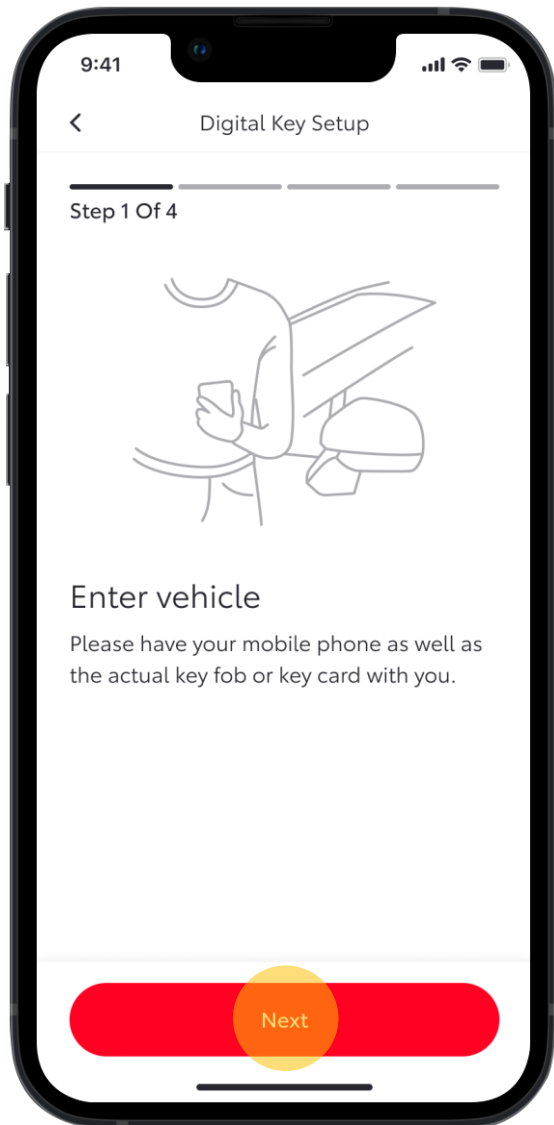 9:41
Digital Key Setup
Step 1 Of 4
Enter vehicle
Please have your mobile phone as well as
the actual key fob or key card with you.
Next